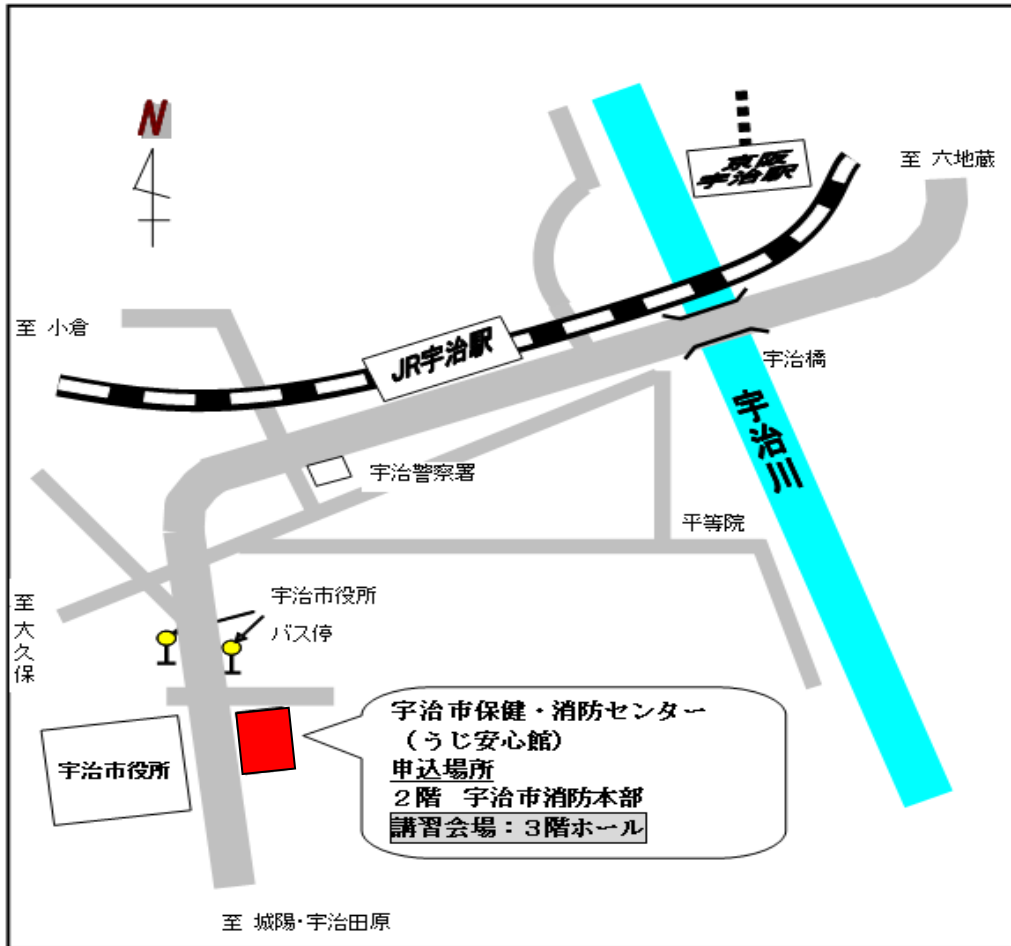 N
京阪
宇治駅
至 六地蔵
至 小倉
JR宇治駅
宇治橋
宇治川
宇治警察署
平等院
至 大久保
宇治市役所
バス停
宇治市役所
宇治市保健・消防センター
（うじ安心館）
申込場所
２階　宇治市消防本部
講習会場：３階ホール
至 城陽・宇治田原